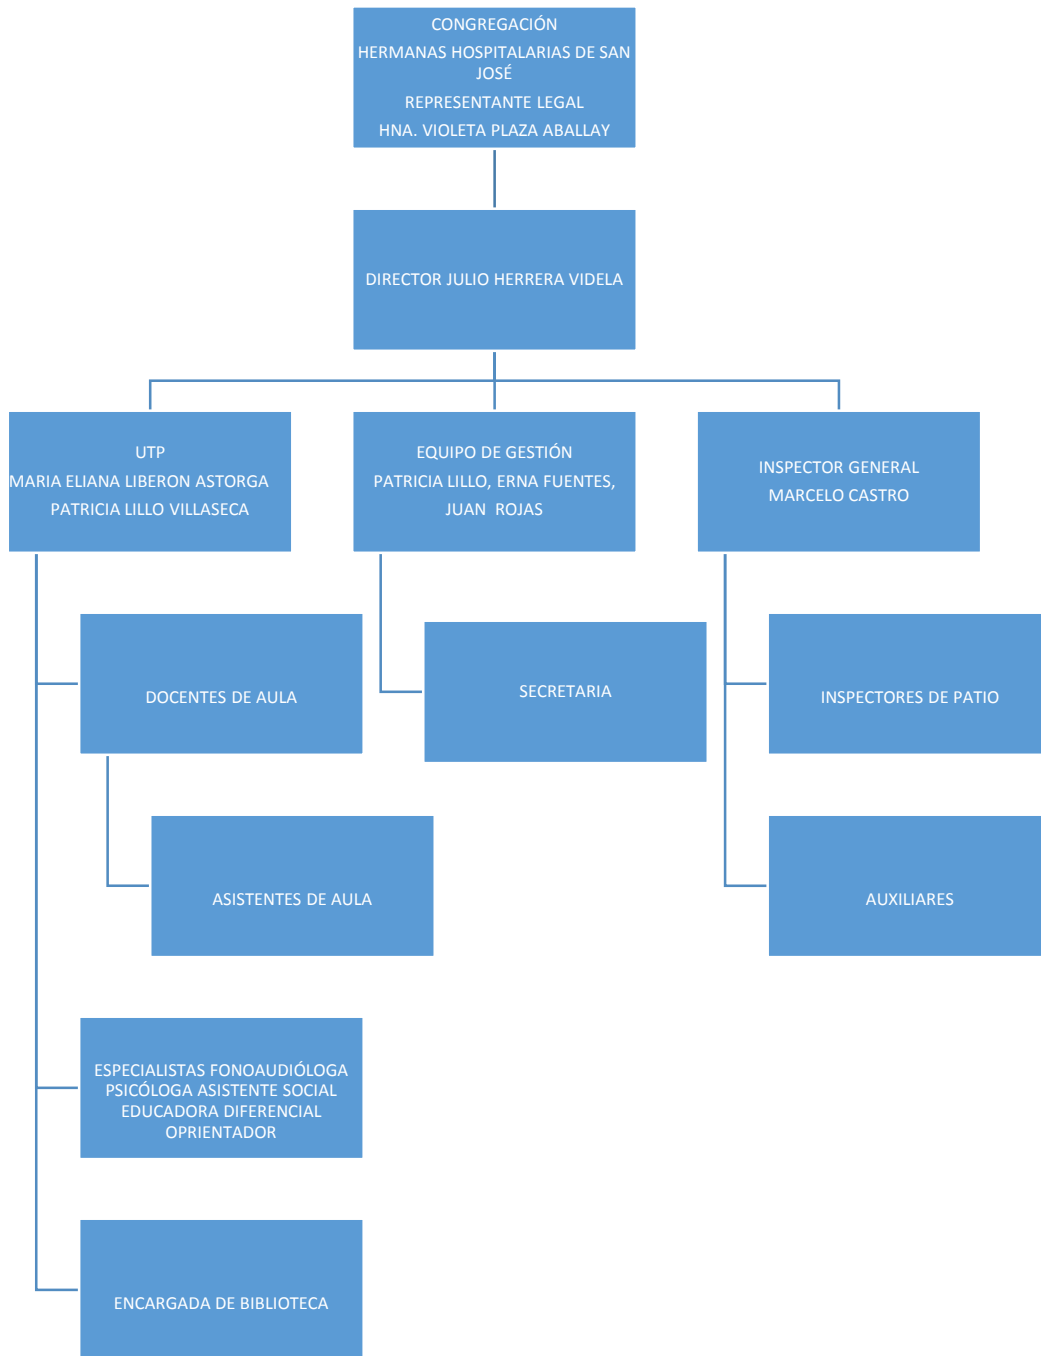 CONGREGACIÓN
HERMANAS HOSPITALARIAS DE SAN
JOSÉ
REPRESENTANTE LEGAL
HNA. VIOLETA PLAZA ABALLAY
DIRECTOR JULIO HERRERA VIDELA
UTP
MARIA ELIANA LIBERON ASTORGA
PATRICIA LILLO VILLASECA
EQUIPO DE GESTIÓN
PATRICIA LILLO, ERNA FUENTES,
JUAN ROJAS
INSPECTOR GENERAL
MARCELO CASTRO
DOCENTES DE AULA
SECRETARIA
INSPECTORES DE PATIO
ASISTENTES DE AULA
AUXILIARES
ESPECIALISTAS FONOAUDIÓLOGA
PSICÓLOGA ASISTENTE SOCIAL
EDUCADORA DIFERENCIAL
OPRIENTADOR
ENCARGADA DE BIBLIOTECA